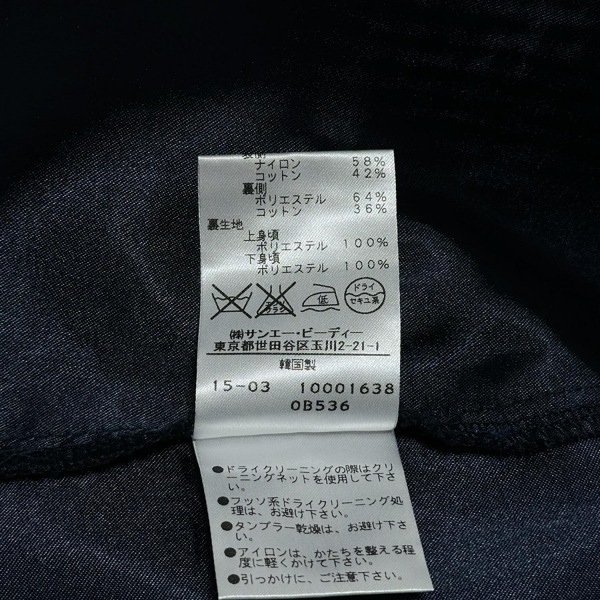 表側
ナイロン 58%
コットン 42%
裏側
ポリエステル 64%
コットン 36%
裏生地
上身頃
ポリエステル 100%
下身頃
ポリエステル 100%
低 ドライ
セキユ系
㈱サンエー・ビーディー
東京都世田谷区玉川2-21-1
韓国製
15-03 10001638
0B536
●ドライクリーニングの際はクリ
ーニングネットを使用して下さ
い。
●フッソ系ドライクリーニング処
理は、お避け下さい。
●タンブラー乾燥は、お避け下さ
い。
●アイロンは、かたちを整える程
度に軽くかけて下さい。
●引っかけに、ご注意下さい。